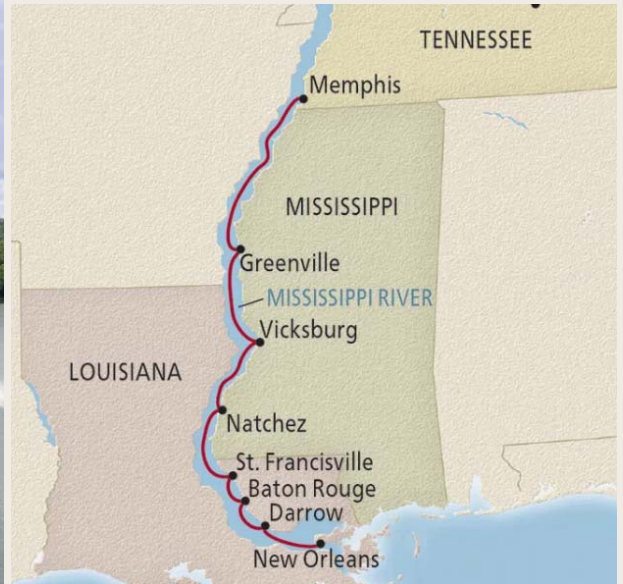 TENNESSEE
Memphis
MISSISSIPPI
Greenville
MISSISSIPPI RIVER
Vicksburg
LOUISIANA
Natchez
St. Francisville
Baton Rouge
Darrow
New Orleans